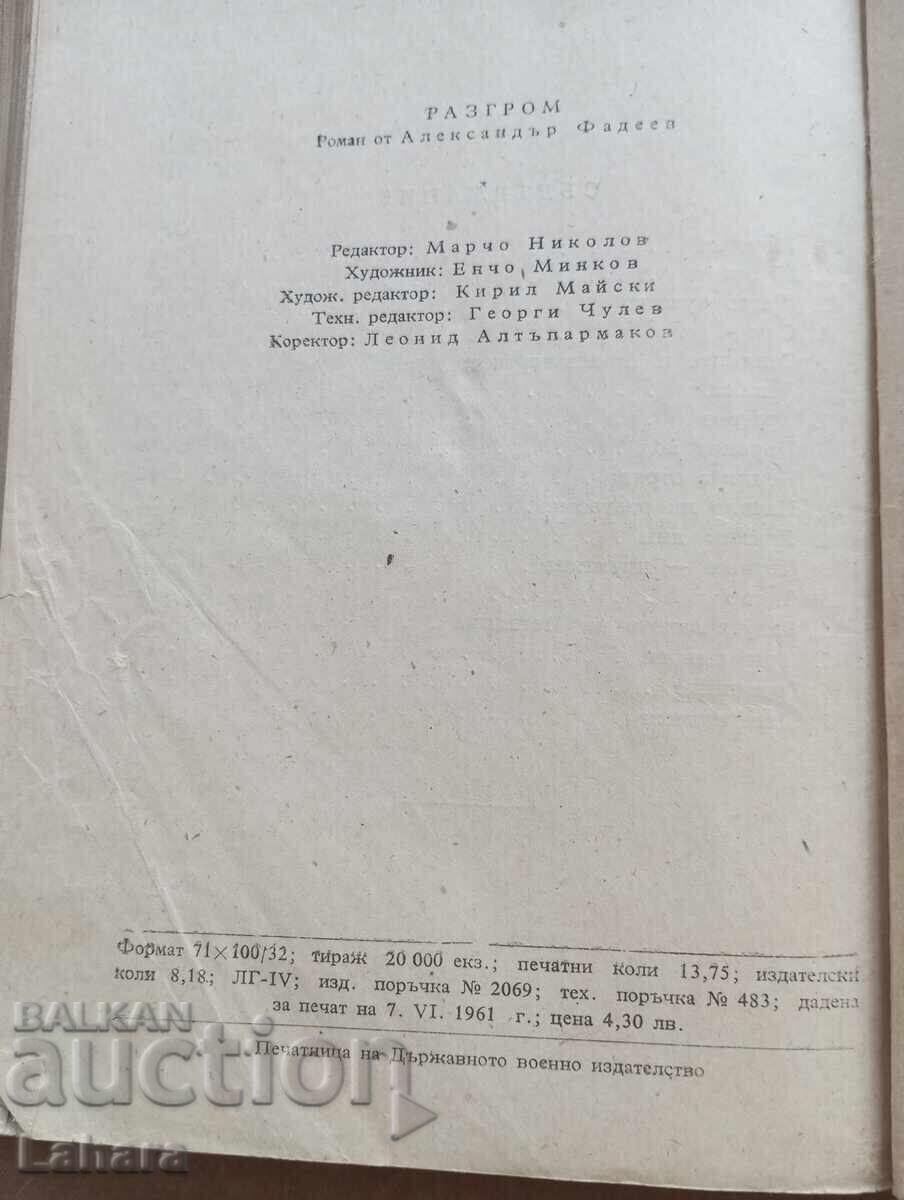 РАЗГРОМ
Роман от Александър Фадеев
Редактор: Марчо Николов
Художник: Енчо Минков
Худож. редактор: Кирил Майски
Техн. редактор: Георги Чулев
Коректор: Леонид Алтъпармаков
Формат 71×100/32; тираж 20 000 екз.; печатни коли 13,75; издателски
коли 8,18; ЛГ-IV; изд. поръчка № 2069; тех. поръчка № 483; дадена
за печат на 7. VI. 1961 г.; цена 4,30 лв.
Печатница на Държавното военно издателство
BALKAN
auction
Lahara